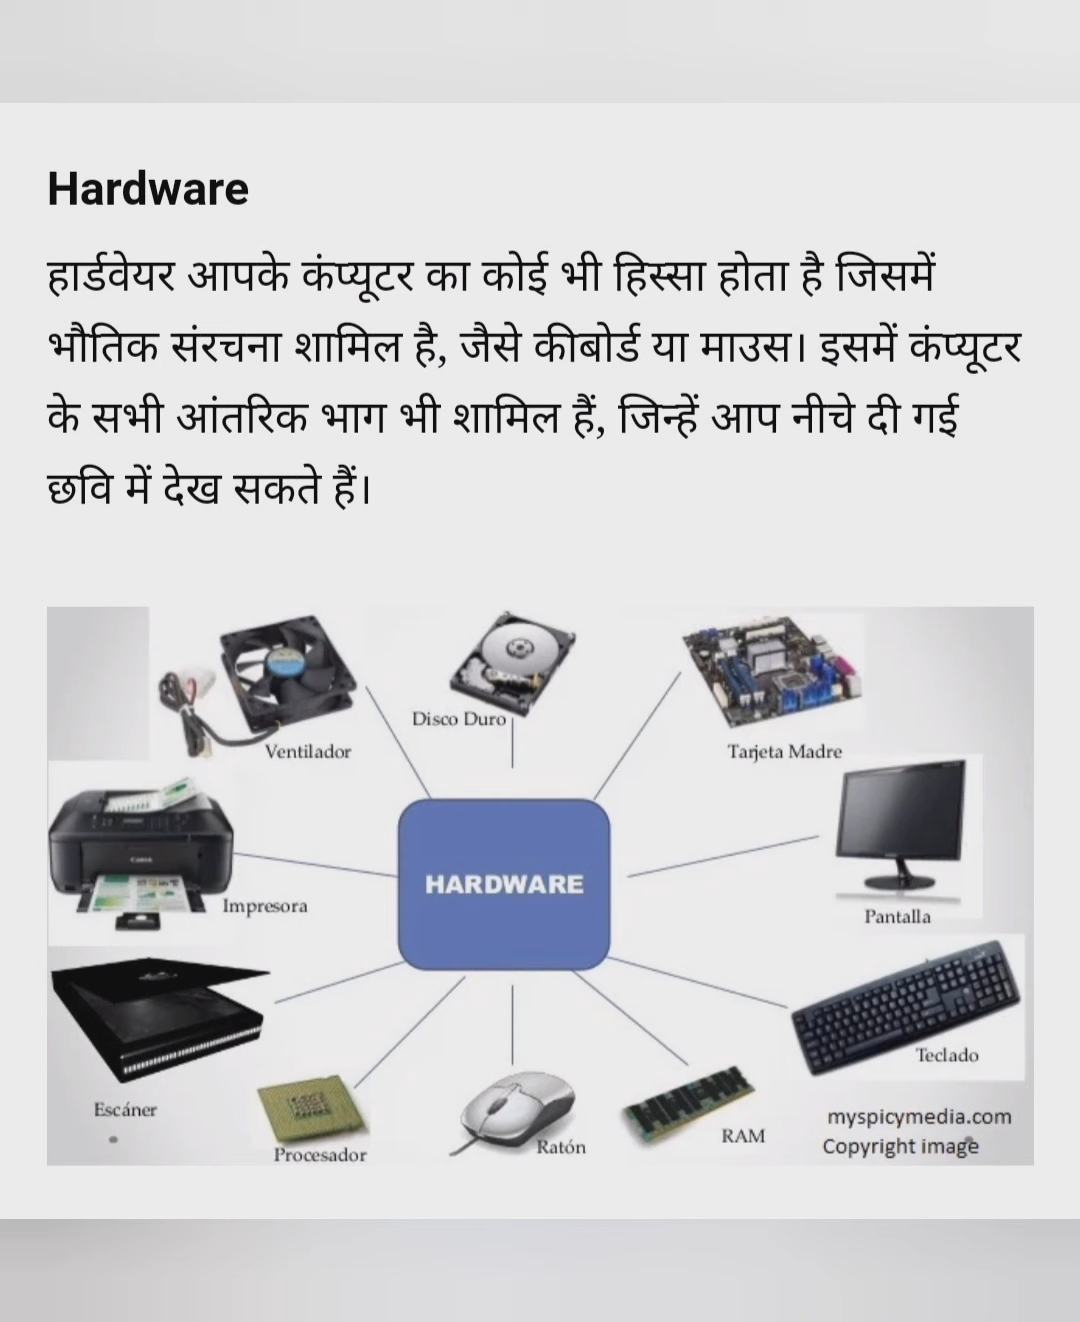 Hardware
हार्डवेयर आपके कंप्यूटर का कोई भी हिस्सा होता है जिसमें
भौतिक संरचना शामिल है, जैसे कीबोर्ड या माउस। इसमें कंप्यूटर
के सभी आंतरिक भाग भी शामिल हैं, जिन्हें आप नीचे दी गई
छवि में देख सकते हैं।
Disco Duro
Ventilador
Tarjeta Madre
Canon
HARDWARE
Impresora
Pantalla
Teclado
Escáner
Procesador
Ratón
RAM
myspicymedia.com
Copyright image